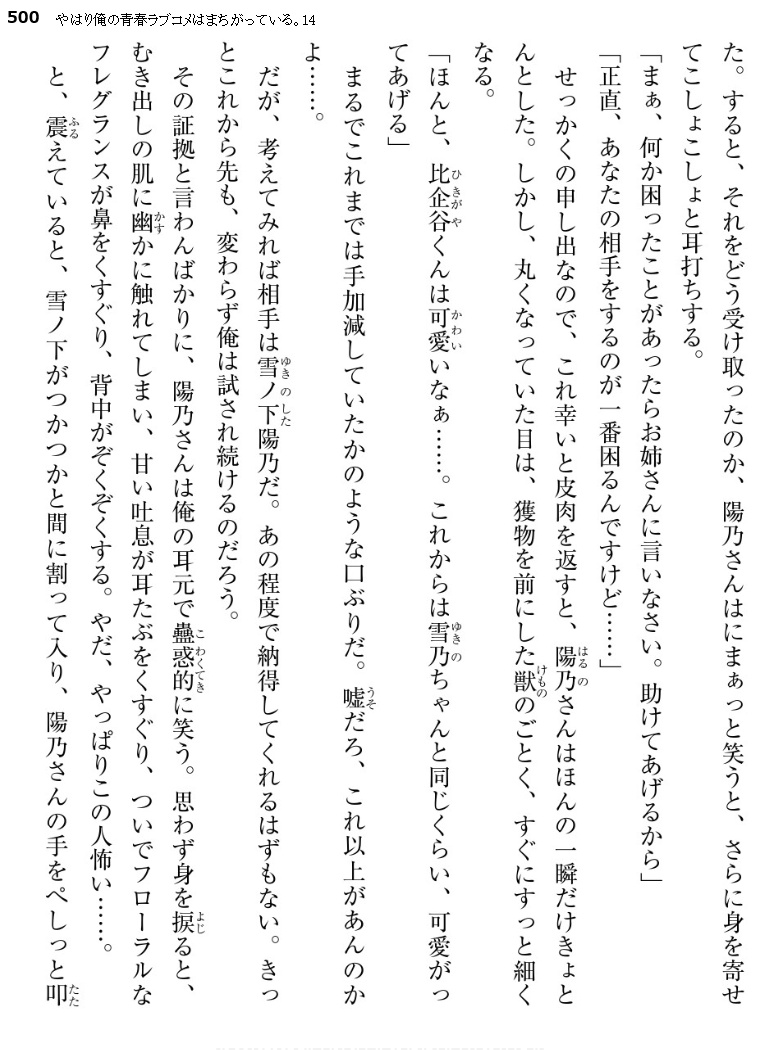 500 やはり俺の青春ラブコメはまちがっている。14
た。すると、それをどう受け取ったのか、陽乃さんはにまぁっと笑うと、さらに身を寄せ
てこしょこしょと耳打ちする。
「まぁ、何か困ったことがあったらお姉さんに言いなさい。助けてあげるから」
「正直、あなたの相手をするのが一番困るんですけど……」
せっかくの申し出なので、これ幸いと皮肉を返すと、陽乃さんはほんの一瞬だけきょと
んとした。しかし、丸くなっていた目は、獲物を前にした獣のごとく、すぐにすっと細く
なる。
「ほんと、比企谷くんは可愛いなぁ……。これからは雪乃ちゃんと同じくらい、可愛がっ
てあげる」
まるでこれまでは手加減していたかのような口ぶりだ。嘘だろ、これ以上があんのか
よ……。
だが、考えてみれば相手は雪ノ下陽乃だ。あの程度で納得してくれるはずもない。きっ
とこれから先も、変わらず俺は試され続けるのだろう。
その証拠と言わんばかりに、陽乃さんは俺の耳元で蠱惑的に笑う。思わず身を捩ると、
むき出しの肌に幽かに触れてしまい、甘い吐息が耳たぶをくすぐり、ついでフローラルな
フレグランスが鼻をくすぐり、背中がぞくぞくする。やだ、やっぱりこの人怖い……。
と、震えていると、雪ノ下がつかつかと間に割って入り、陽乃さんの手をぺしっと叩